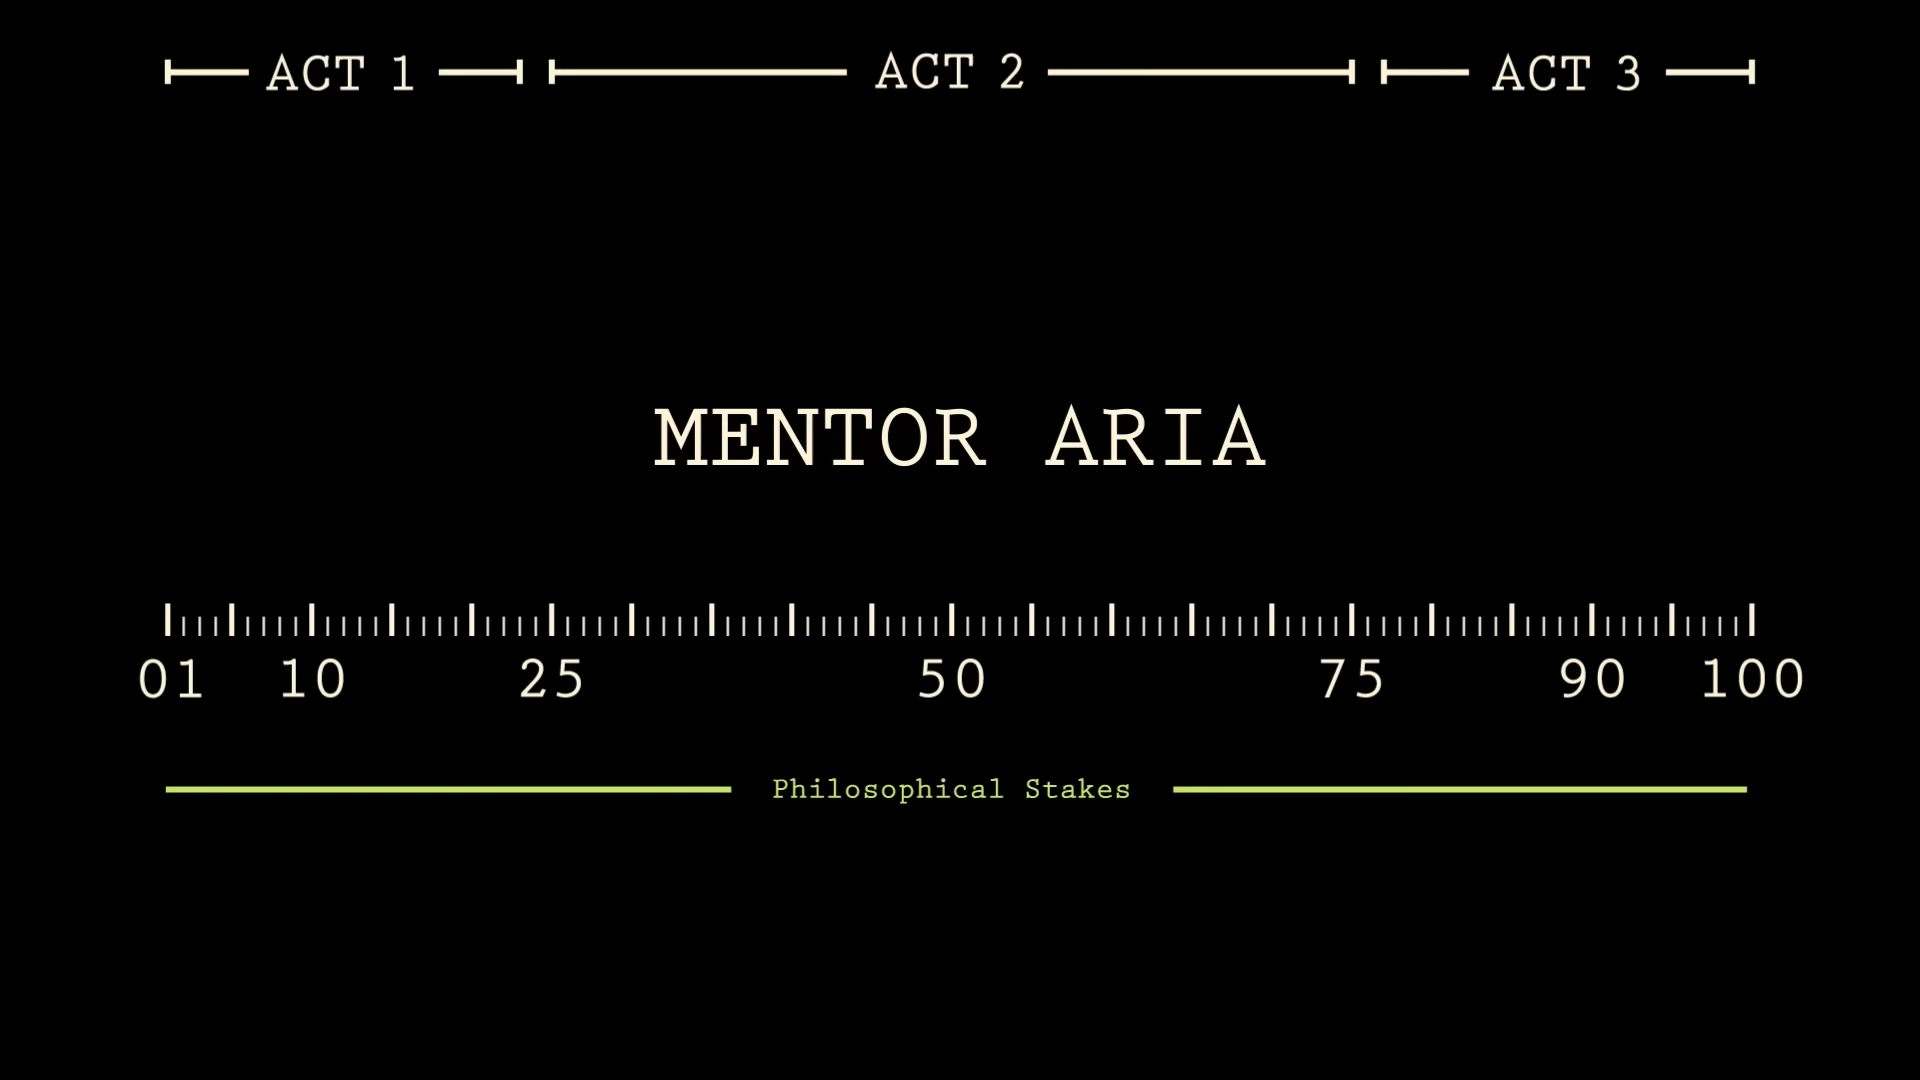 ACT 1 ACT 2 ACT 3
MENTOR ARIA
01 10 25 50 75 90 100
Philosophical Stakes